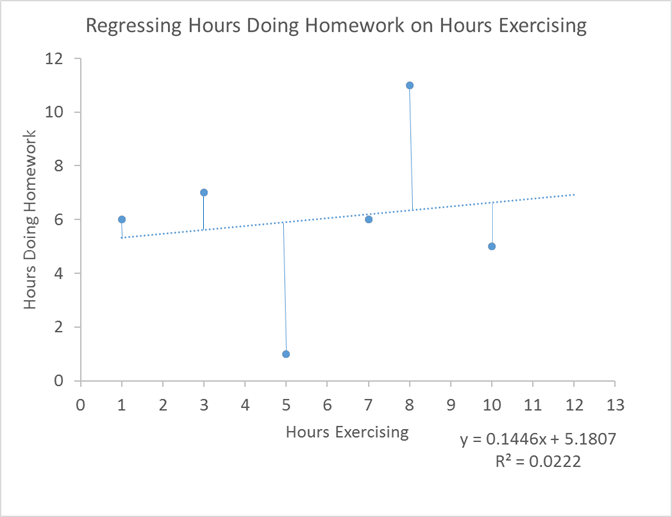 Regressing Hours Doing Homework on Hours Exercising
12
10
8
6
4
2
0
Hours Doing Homework
0 1 2 3 4 5 6 7 8 9 10 11 12 13
Hours Exercising
y = 0.1446x + 5.1807
R² = 0.0222